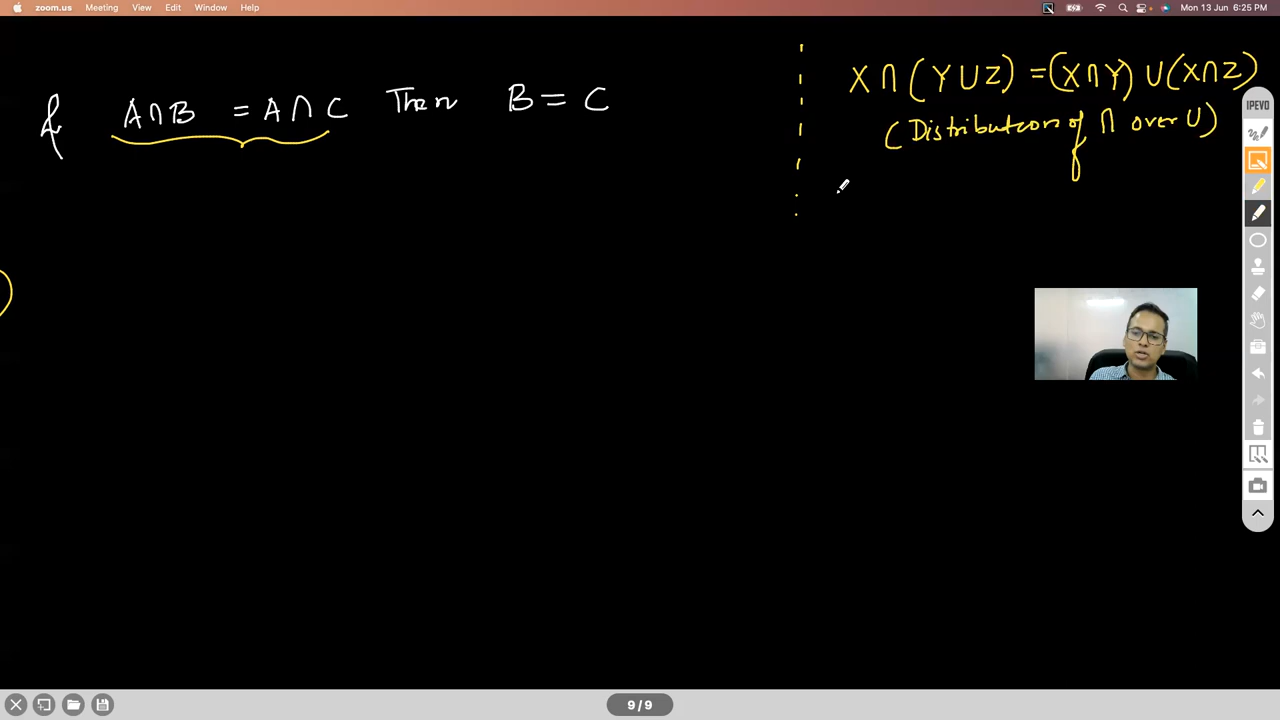 zoom.us Meeting View Edit Window Help
Mon 13 Jun 6:25 PM
A∩B = A∩C Then B = C
X∩(Y∪Z) = (X∩Y)∪(X∩Z)
(Distribution of ∩ over ∪)
IPEVO
9/9